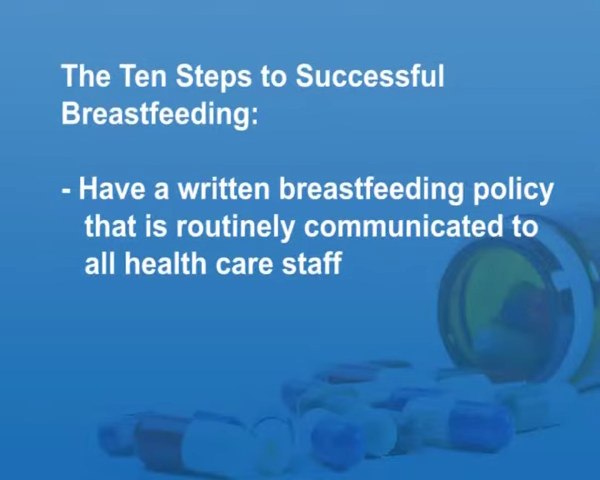 The Ten Steps to Successful
Breastfeeding:
- Have a written breastfeeding policy
that is routinely communicated to
all health care staff